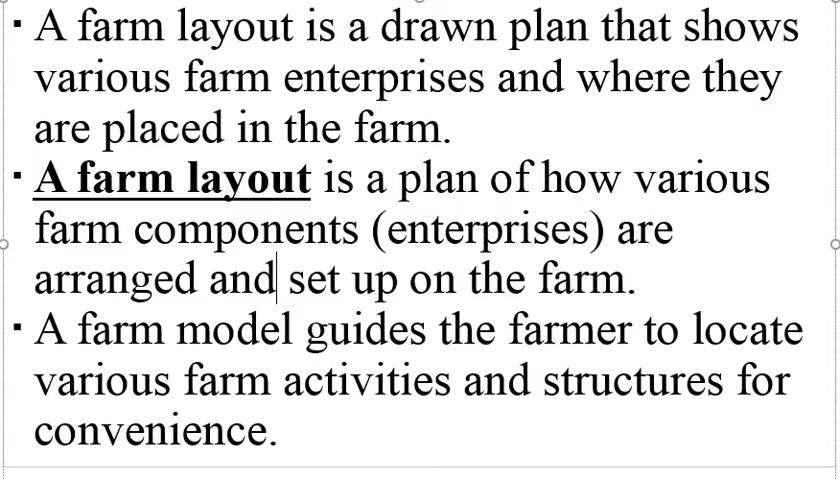 ▪ A farm layout is a drawn plan that shows
various farm enterprises and where they
are placed in the farm.
▪ A farm layout is a plan of how various
farm components (enterprises) are
arranged and set up on the farm.
▪ A farm model guides the farmer to locate
various farm activities and structures for
convenience.